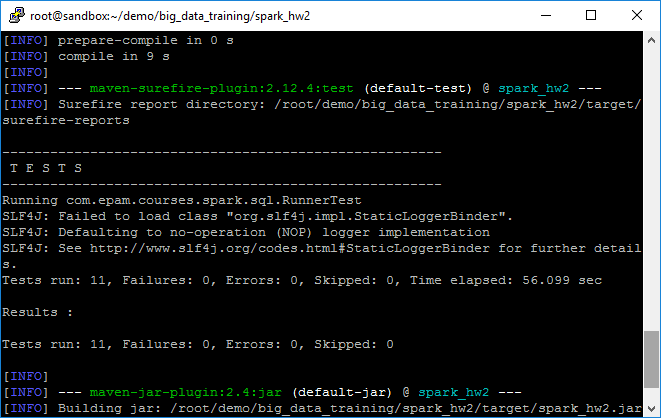 root@sandbox:~/demo/big_data_training/spark_hw2
[INFO] prepare-compile in 0 s
[INFO] compile in 9 s
[INFO]
[INFO] --- maven-surefire-plugin:2.12.4:test (default-test) @ spark_hw2 ---
[INFO] Surefire report directory: /root/demo/big_data_training/spark_hw2/target/
surefire-reports
-------------------------------------------------------
 T E S T S
-------------------------------------------------------
Running com.epam.courses.spark.sql.RunnerTest
SLF4J: Failed to load class "org.slf4j.impl.StaticLoggerBinder".
SLF4J: Defaulting to no-operation (NOP) logger implementation
SLF4J: See http://www.slf4j.org/codes.html#StaticLoggerBinder for further detail
s.
Tests run: 11, Failures: 0, Errors: 0, Skipped: 0, Time elapsed: 56.099 sec
Results :
Tests run: 11, Failures: 0, Errors: 0, Skipped: 0
[INFO]
[INFO] --- maven-jar-plugin:2.4:jar (default-jar) @ spark_hw2 ---
[INFO] Building jar: /root/demo/big_data_training/spark_hw2/target/spark_hw2.jar